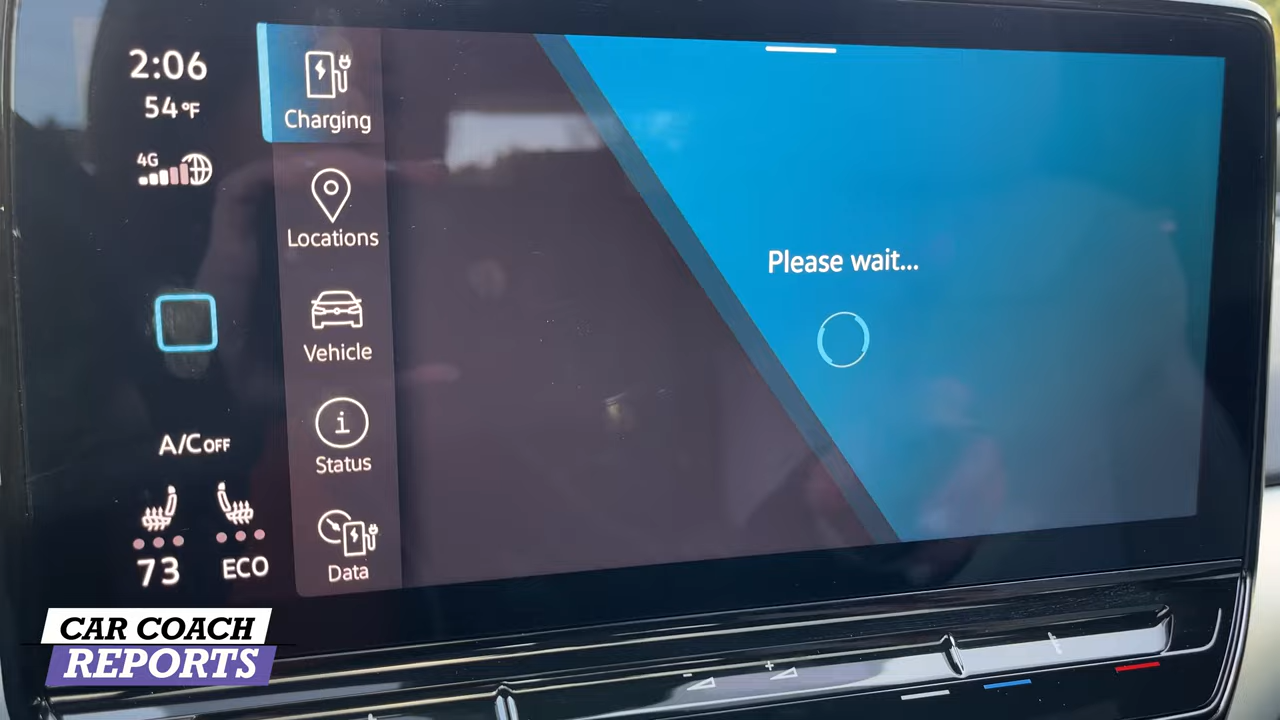 2:06
54°F
4G
A/C OFF
73
ECO
Charging
Locations
Vehicle
Status
Data
Please wait...
CAR COACH
REPORTS